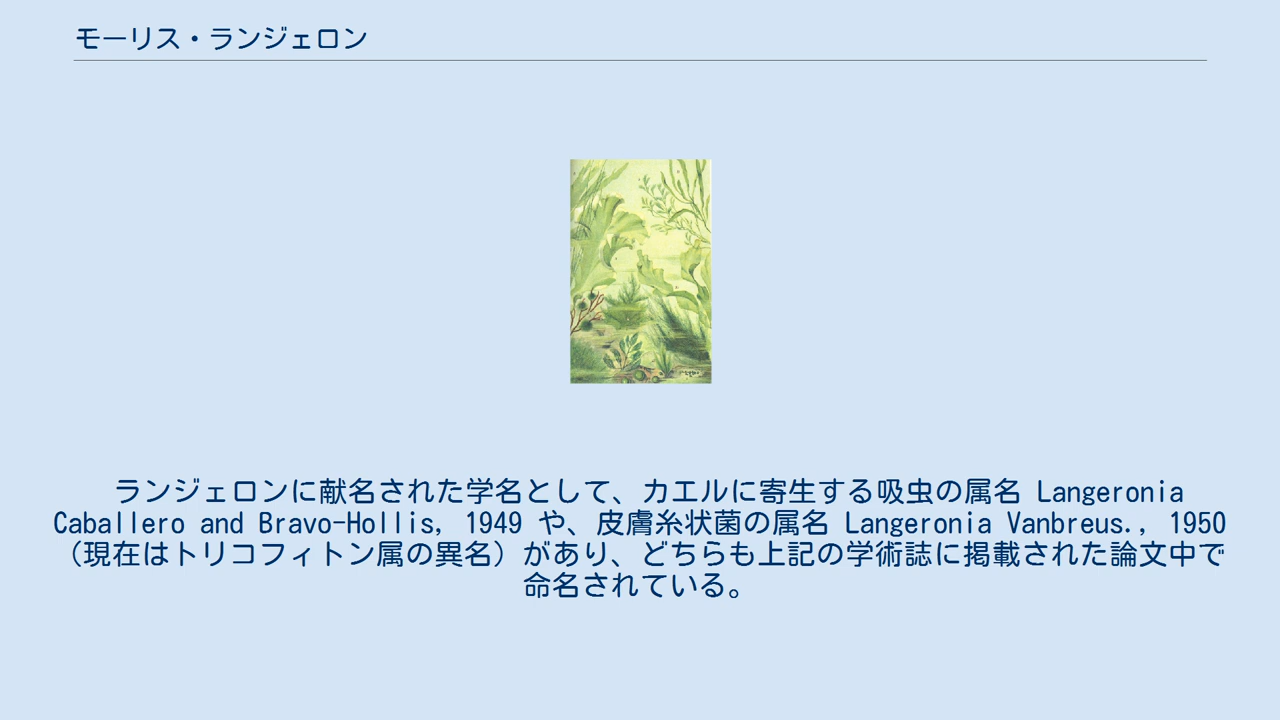 モーリス・ランジェロン
ランジェロンに献名された学名として、カエルに寄生する吸虫の属名 Langeronia
Caballero and Bravo-Hollis, 1949 や、皮膚糸状菌の属名 Langeronia Vanbreus., 1950
（現在はトリコフィトン属の異名）があり、どちらも上記の学術誌に掲載された論文中で
命名されている。